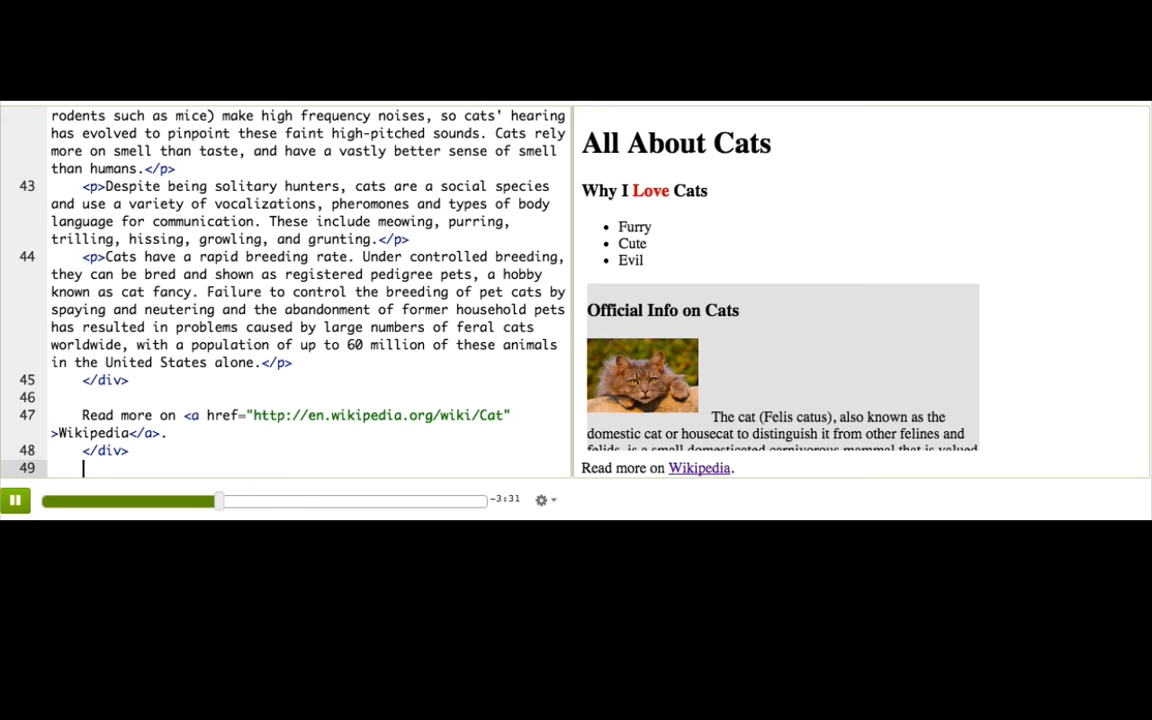 rodents such as mice) make high frequency noises, so cats' hearing
has evolved to pinpoint these faint high-pitched sounds. Cats rely
more on smell than taste, and have a vastly better sense of smell
than humans.</p>
43 <p>Despite being solitary hunters, cats are a social species
and use a variety of vocalizations, pheromones and types of body
language for communication. These include meowing, purring,
trilling, hissing, growling, and grunting.</p>
44 <p>Cats have a rapid breeding rate. Under controlled breeding,
they can be bred and shown as registered pedigree pets, a hobby
known as cat fancy. Failure to control the breeding of pet cats by
spaying and neutering and the abandonment of former household pets
has resulted in problems caused by large numbers of feral cats
worldwide, with a population of up to 60 million of these animals
in the United States alone.</p>
45 </div>
46
47 Read more on <a href="http://en.wikipedia.org/wiki/Cat"
>Wikipedia</a>.
48 </div>
49
All About Cats
Why I Love Cats
• Furry
• Cute
• Evil
Official Info on Cats
The cat (Felis catus), also known as the
domestic cat or housecat to distinguish it from other felines and
felids, is a small domesticated carnivorous mammal that is valued
Read more on Wikipedia.
-3:31